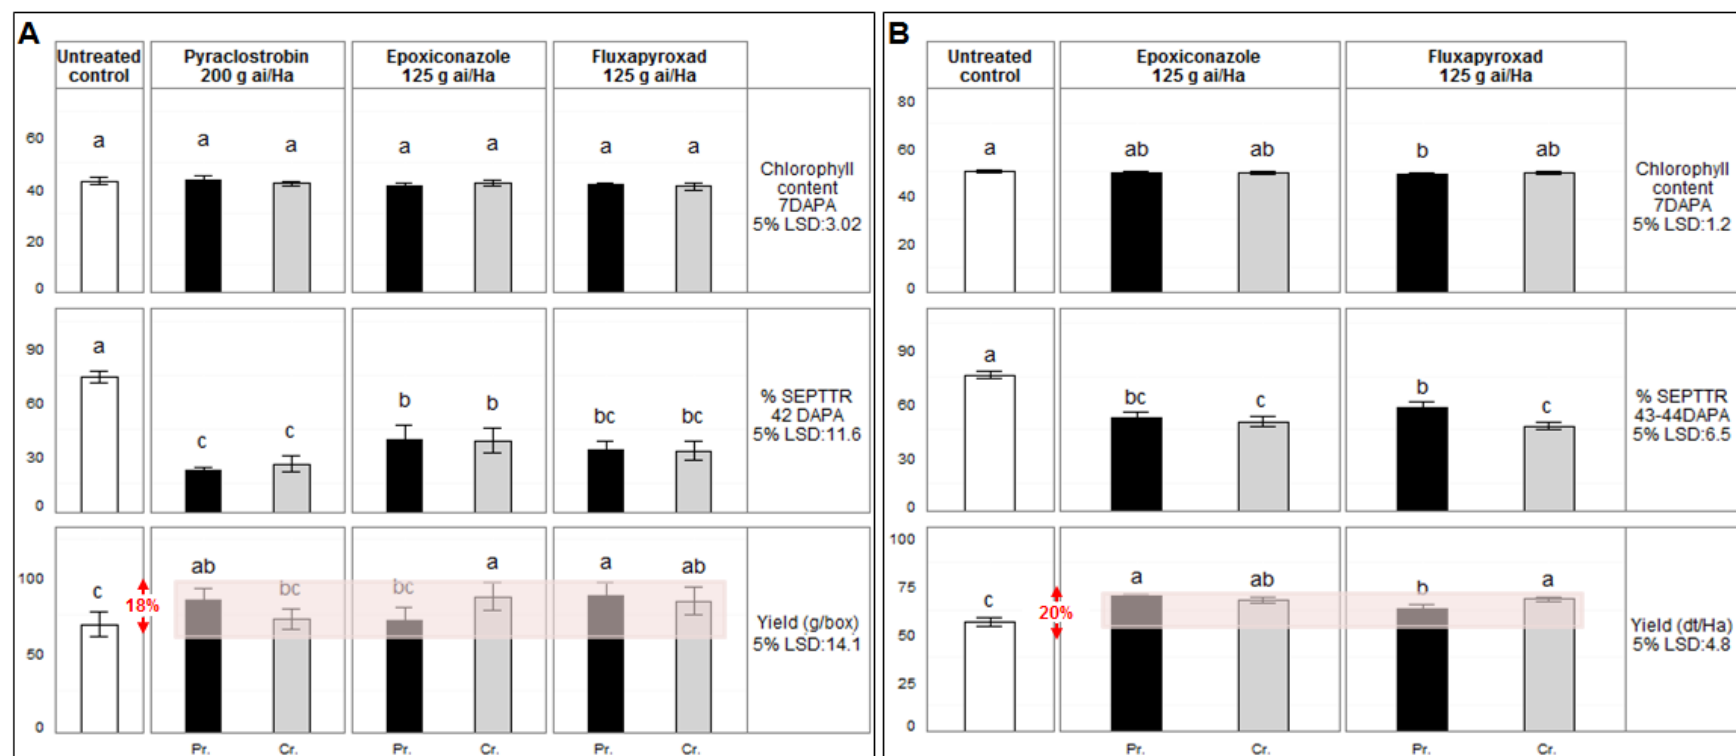 A
Untreated control
Pyraclostrobin 200 g ai/Ha
Epoxiconazole 125 g ai/Ha
Fluxapyroxad 125 g ai/Ha
60
40
20
0
a
a
a
a
a
a
a
Chlorophyll
content
7DAPA
5% LSD:3.02
90
60
30
0
a
c
c
b
b
bc
bc
% SEPTTR
42 DAPA
5% LSD:11.6
100
50
0
c
18%
ab
bc
bc
a
a
ab
Yield (g/box)
5% LSD:14.1
Pr.
Cr.
Pr.
Cr.
Pr.
Cr.
B
Untreated control
Epoxiconazole 125 g ai/Ha
Fluxapyroxad 125 g ai/Ha
80
60
40
20
0
a
ab
ab
b
ab
Chlorophyll
content
7DAPA
5% LSD:1.2
90
60
30
0
a
bc
c
b
c
% SEPTTR
43-44DAPA
5% LSD:6.5
100
75
50
25
0
c
20%
a
ab
b
a
Yield (dt/Ha)
5% LSD:4.8
Pr.
Cr.
Pr.
Cr.